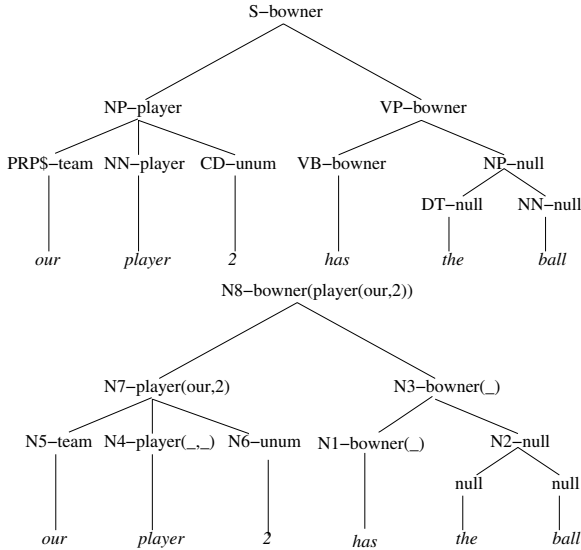 S−bowner
NP−player VP−bowner
PRP$−team NN−player CD−unum VB−bowner NP−null
DT−null NN−null
our player 2 has the ball
N8−bowner(player(our,2))
N7−player(our,2) N3−bowner(_)
N5−team N4−player(_,_) N6−unum N1−bowner(_) N2−null
null null
our player 2 has the ball